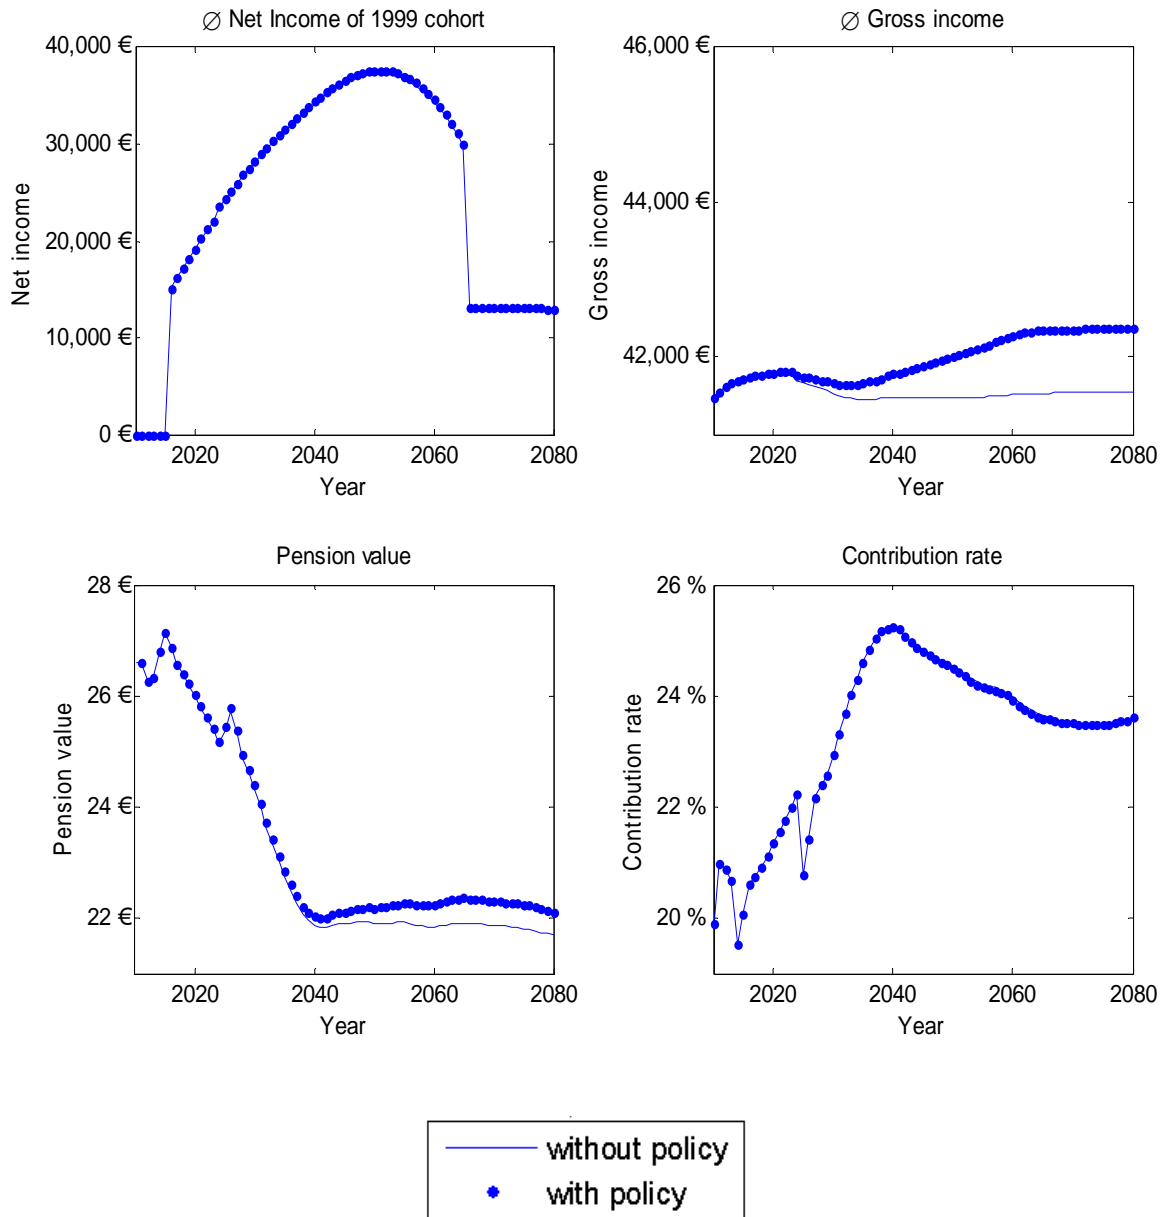 ∅ Net Income of 1999 cohort
40,000 €
30,000 €
20,000 €
10,000 €
0 €
Net income
2020 2040 2060 2080
Year
∅ Gross income
46,000 €
44,000 €
42,000 €
Gross income
2020 2040 2060 2080
Year
Pension value
28 €
26 €
24 €
22 €
Pension value
2020 2040 2060 2080
Year
Contribution rate
26 %
24 %
22 %
20 %
Contribution rate
2020 2040 2060 2080
Year
without policy
with policy